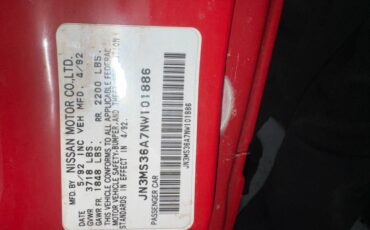 MFD. BY NISSAN MOTOR CO.,LTD.
DATE 5/92 INC VEH MFD. 4/92
GVWR 3718 LBS.
GAWR FR. 1848 LBS. RR 2200 LBS.
THIS VEHICLE CONFORMS TO ALL APPLICABLE FEDERAL
MOTOR VEHICLE SAFETY,BUMPER,AND THEFT PREVENTION
STANDARDS IN EFFECT IN 4/92.
JN3MS36A7NW101886
PASSENGER CAR
JN3MS36A7NW101886